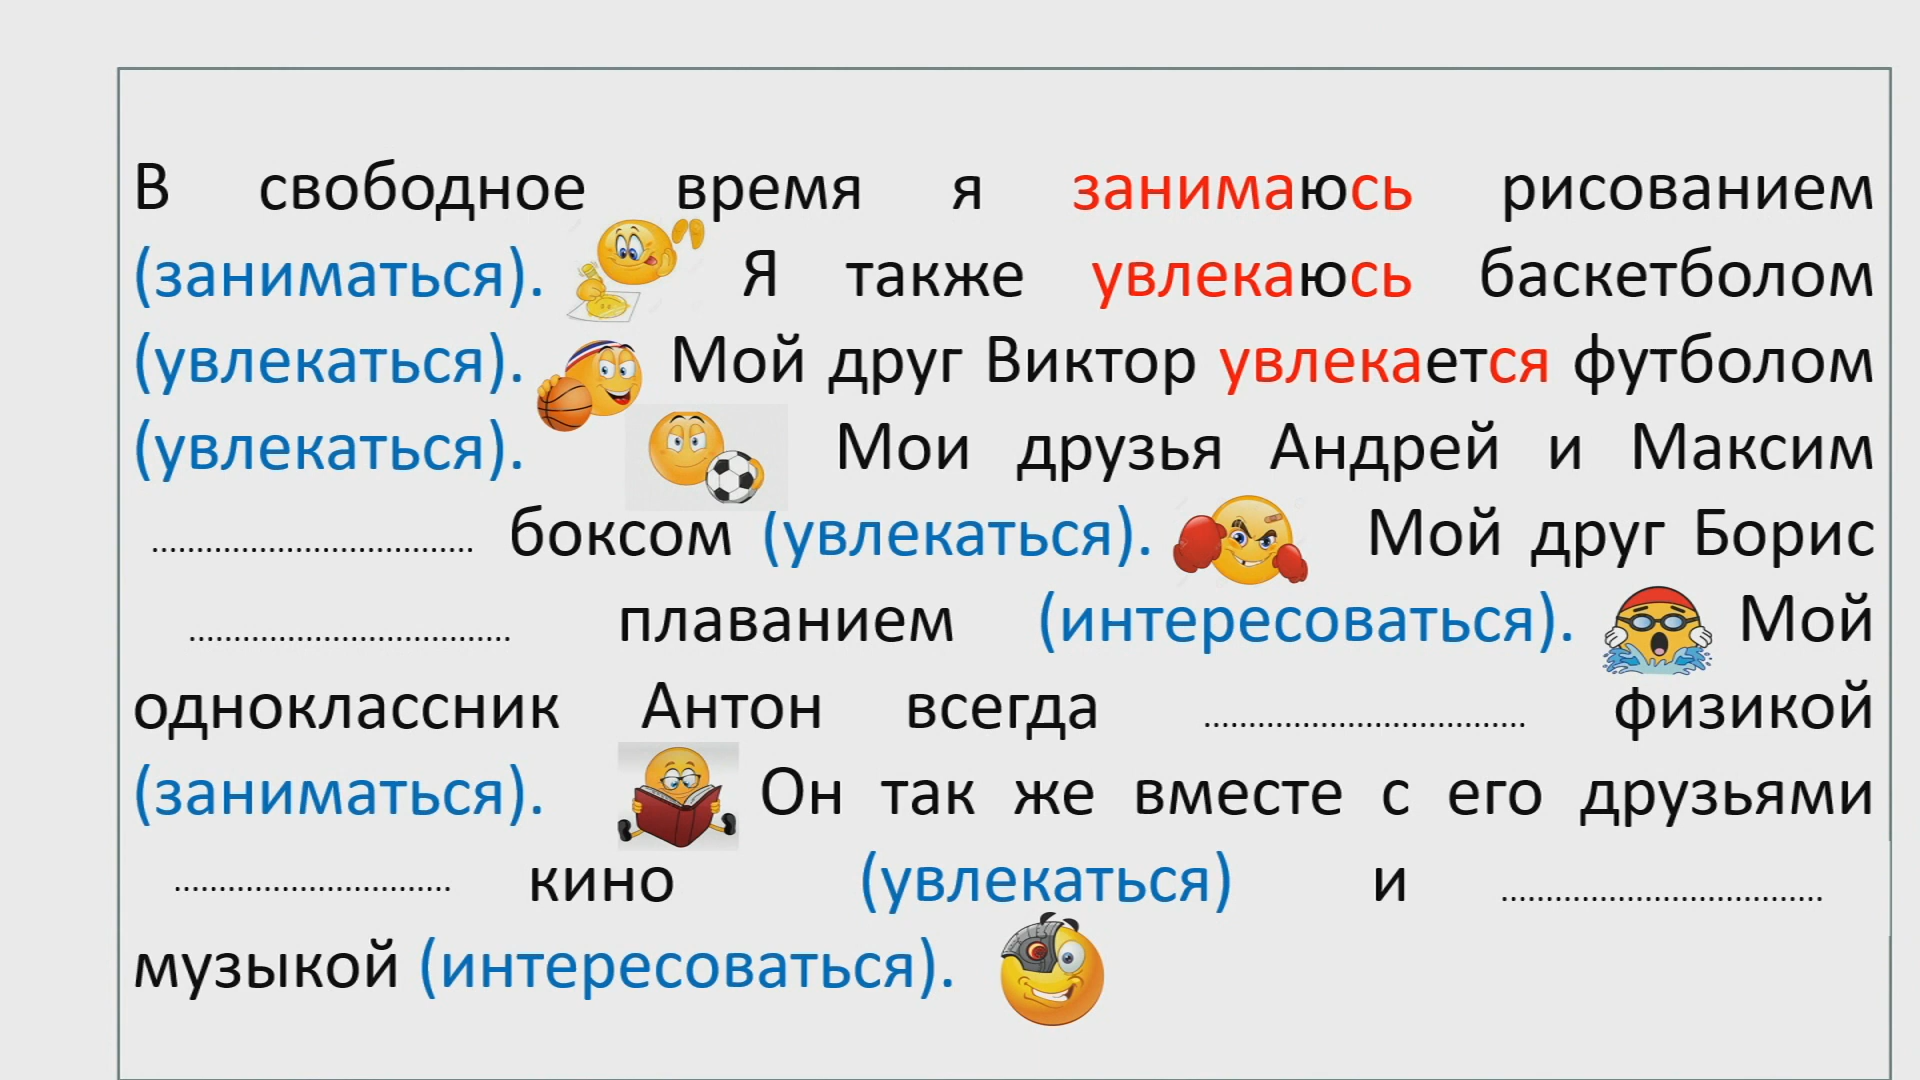 В свободное время я занимаюсь рисованием
(заниматься). Я также увлекаюсь баскетболом
(увлекаться). Мой друг Виктор увлекается футболом
(увлекаться). Мои друзья Андрей и Максим
.................................... боксом (увлекаться). Мой друг Борис
.................................... плаванием (интересоваться). Мой
одноклассник Антон всегда .................................... физикой
(заниматься). Он так же вместе с его друзьями
............................... кино (увлекаться) и ....................................
музыкой (интересоваться).